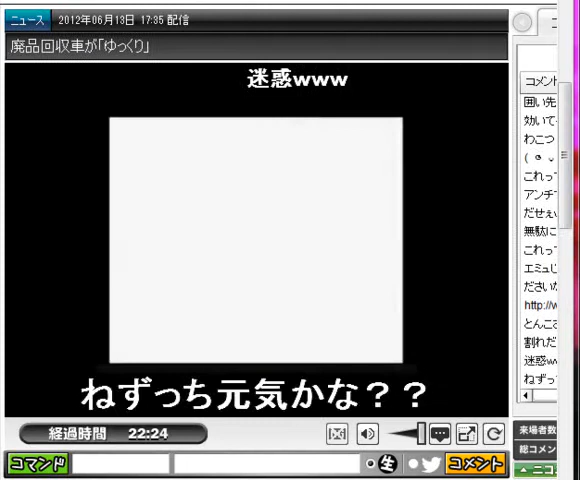 ニュース 2012年06月13日 17:35 配信
廃品回収車が「ゆっくり」
迷惑www
ねずっち元気かな？？
経過時間 22:24
コマンド
生
コメント
コメント
囲い先
効いて
わこつ
これっ
アンチ
だせぇ
無駄に
これっ
エミュし
ださい
http://w
とんこ
割れだ
迷惑w
ねずっ
来場者数
総コメン
▲ニコ